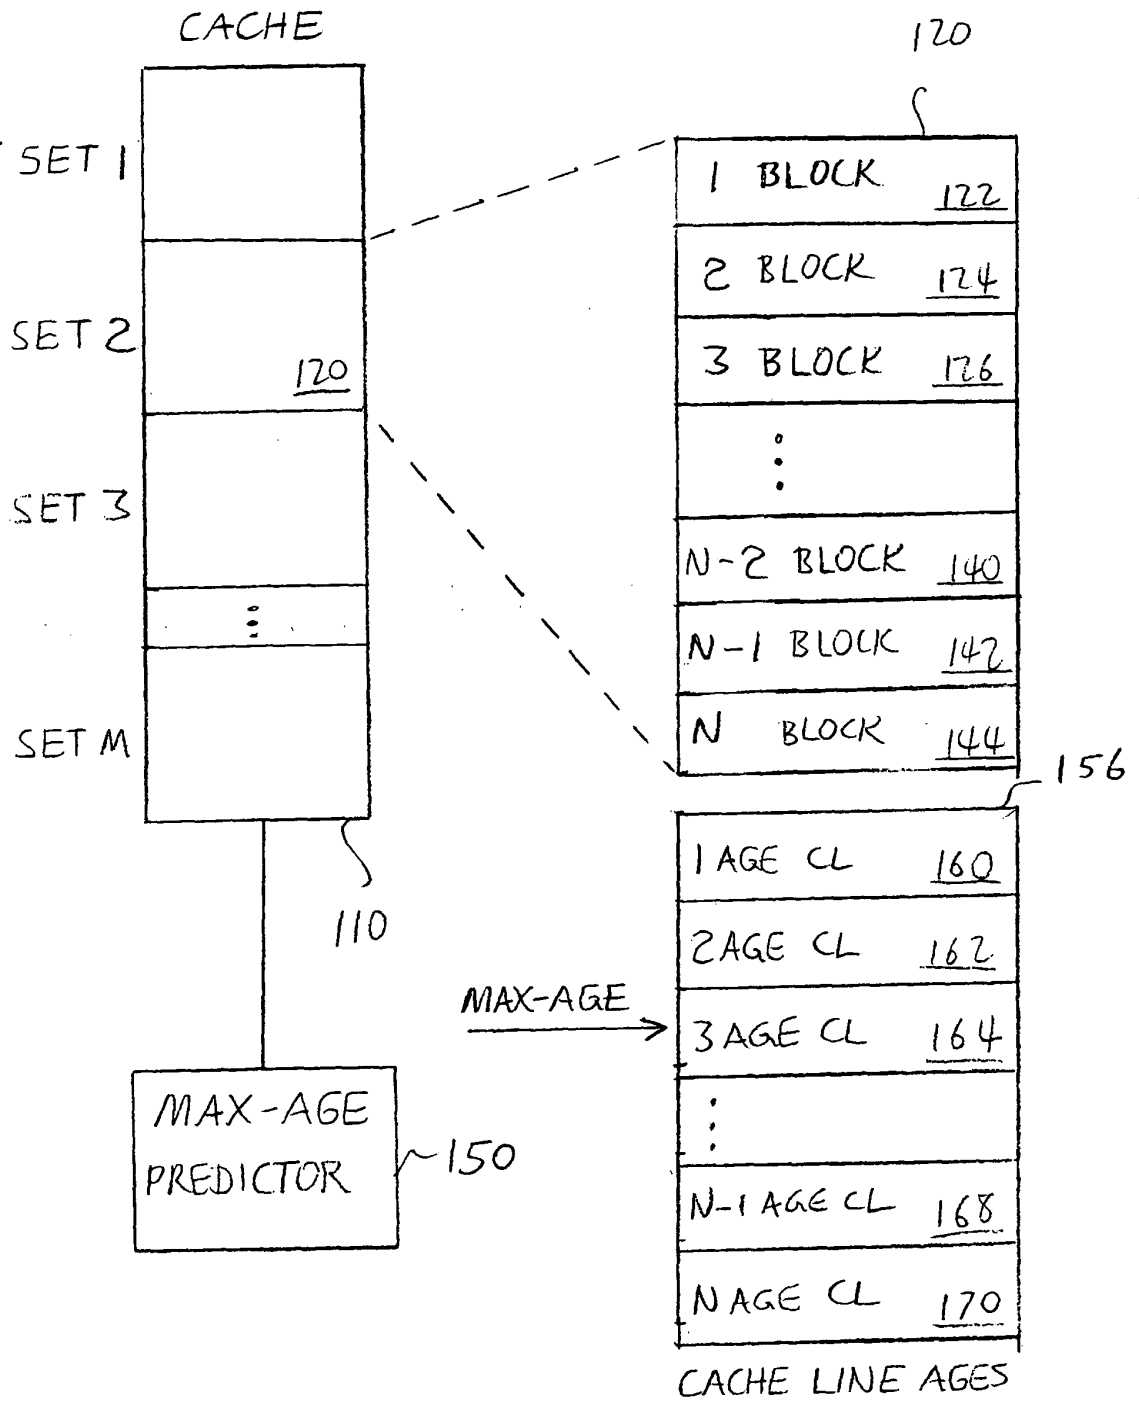 CACHE
SET 1
SET 2
120
SET 3
SET M
110
MAX-AGE
PREDICTOR
150
120
1 BLOCK 122
2 BLOCK 124
3 BLOCK 126
N-2 BLOCK 140
N-1 BLOCK 142
N BLOCK 144
156
1 AGE CL 160
2 AGE CL 162
MAX-AGE
3 AGE CL 164
N-1 AGE CL 168
N AGE CL 170
CACHE LINE AGES